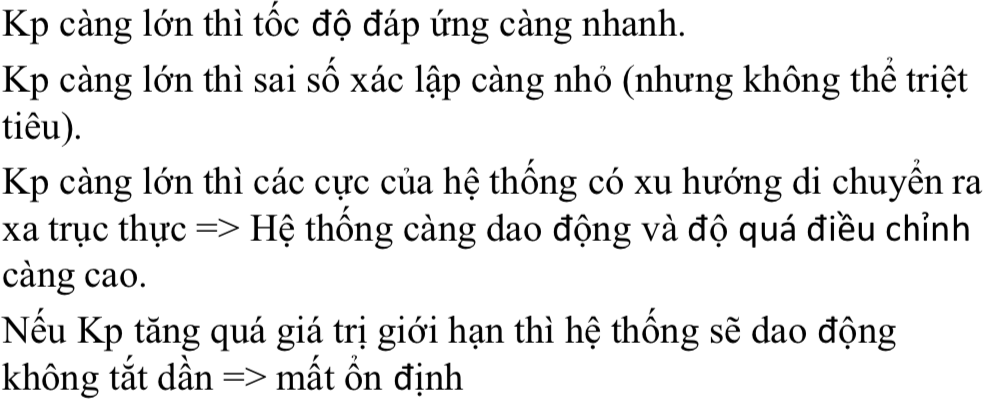 Kp càng lớn thì tốc độ đáp ứng càng nhanh.
Kp càng lớn thì sai số xác lập càng nhỏ (nhưng không thể triệt
tiêu).
Kp càng lớn thì các cực của hệ thống có xu hướng di chuyển ra
xa trục thực => Hệ thống càng dao động và độ quá điều chỉnh
càng cao.
Nếu Kp tăng quá giá trị giới hạn thì hệ thống sẽ dao động
không tắt dần => mất ổn định